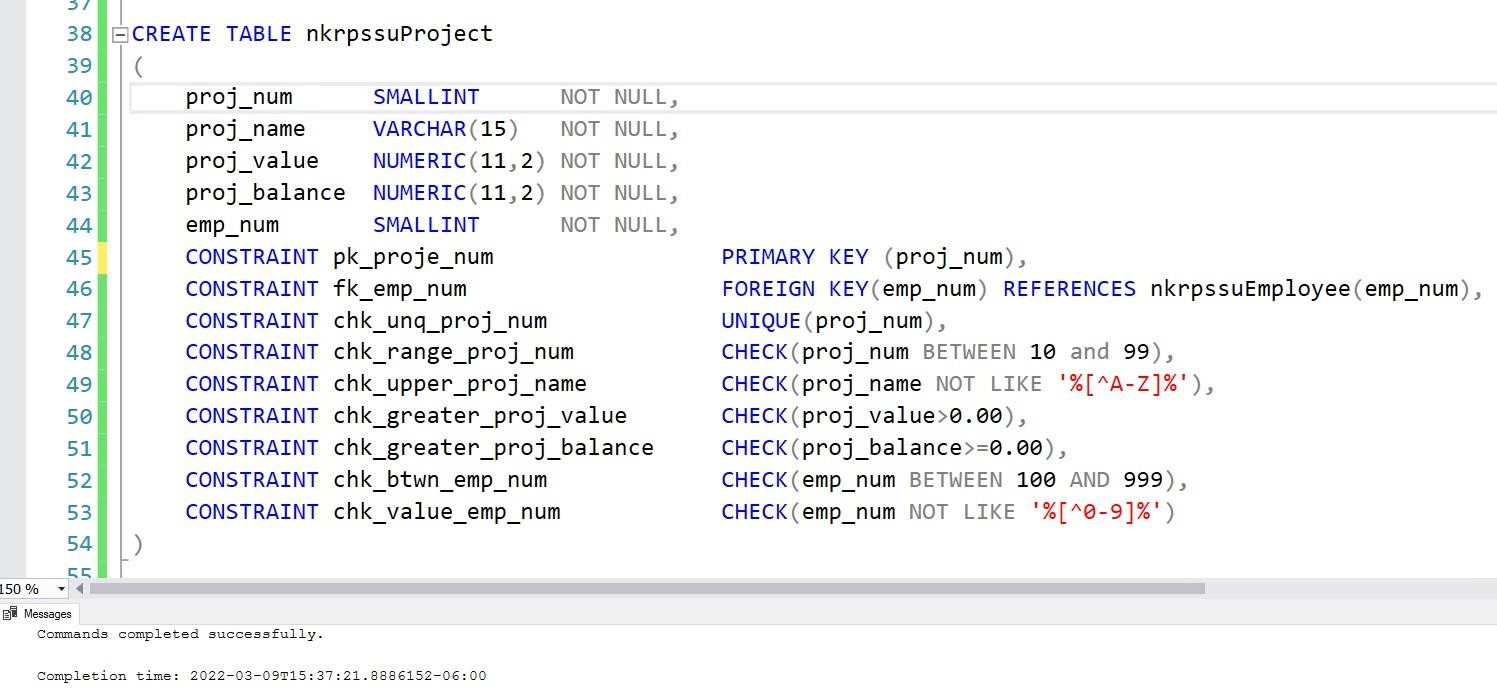 37
38 CREATE TABLE nkrpssuProject
39 (
40 proj_num SMALLINT NOT NULL,
41 proj_name VARCHAR(15) NOT NULL,
42 proj_value NUMERIC(11,2) NOT NULL,
43 proj_balance NUMERIC(11,2) NOT NULL,
44 emp_num SMALLINT NOT NULL,
45 CONSTRAINT pk_proje_num PRIMARY KEY (proj_num),
46 CONSTRAINT fk_emp_num FOREIGN KEY(emp_num) REFERENCES nkrpssuEmployee(emp_num),
47 CONSTRAINT chk_unq_proj_num UNIQUE(proj_num),
48 CONSTRAINT chk_range_proj_num CHECK(proj_num BETWEEN 10 and 99),
49 CONSTRAINT chk_upper_proj_name CHECK(proj_name NOT LIKE '%[^A-Z]%'),
50 CONSTRAINT chk_greater_proj_value CHECK(proj_value>0.00),
51 CONSTRAINT chk_greater_proj_balance CHECK(proj_balance>=0.00),
52 CONSTRAINT chk_btwn_emp_num CHECK(emp_num BETWEEN 100 AND 999),
53 CONSTRAINT chk_value_emp_num CHECK(emp_num NOT LIKE '%[^0-9]%')
54 )
55
150 %
Messages
Commands completed successfully.
Completion time: 2022-03-09T15:37:21.8886152-06:00